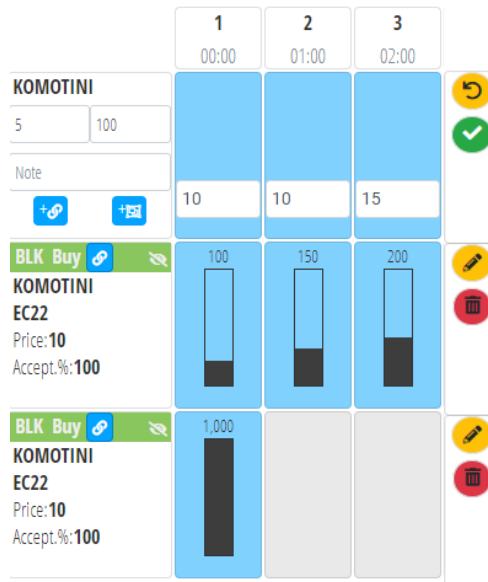 1 2 3
00:00 01:00 02:00
KOMOTINI
5 100
Note
10 10 15
+ +
BLK Buy
100 150 200
KOMOTINI
EC22
Price:10
Accept.%:100
BLK Buy
1,000
KOMOTINI
EC22
Price:10
Accept.%:100